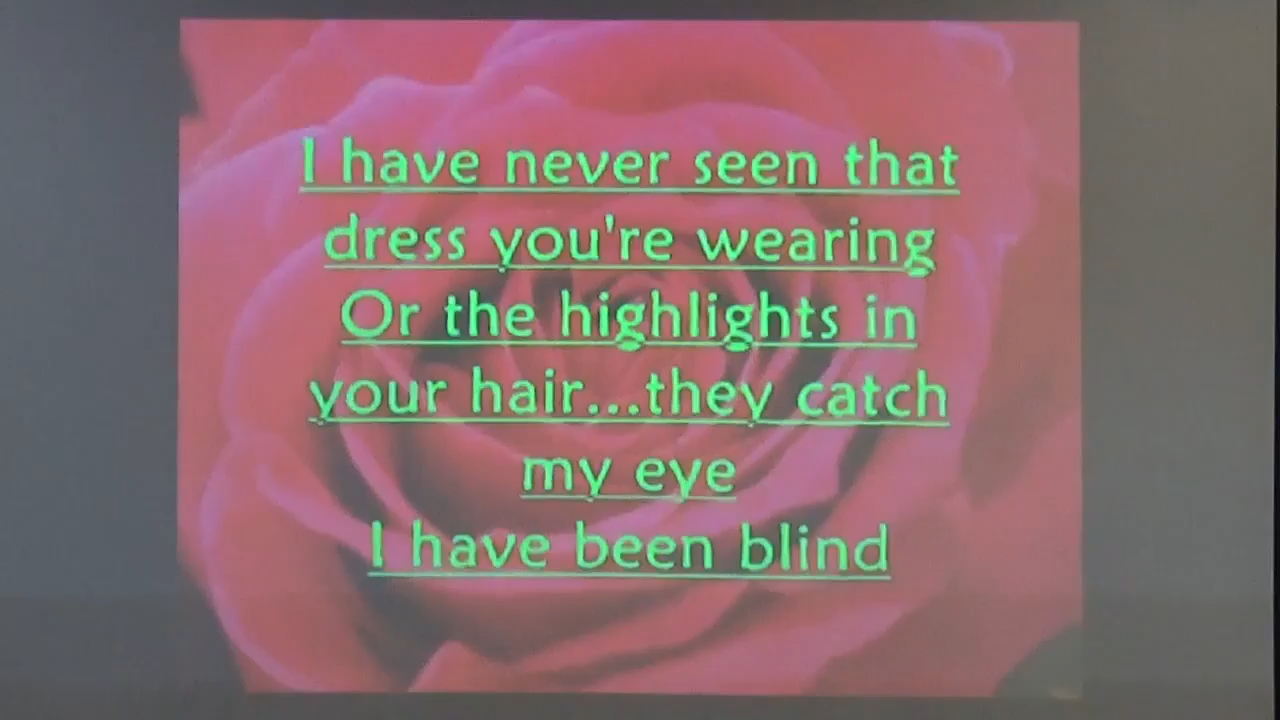 I have never seen that
dress you're wearing
Or the highlights in
your hair...they catch
my eye
I have been blind